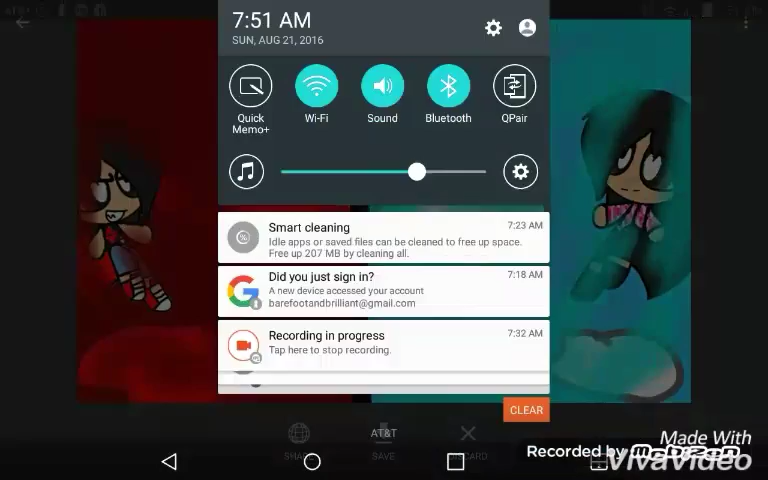 7:51 AM
SUN, AUG 21, 2016
Quick
Memo+
Wi-Fi
Sound
Bluetooth
QPair
Smart cleaning
7:23 AM
Idle apps or saved files can be cleaned to free up space.
Free up 207 MB by cleaning all.
Did you just sign in?
7:18 AM
A new device accessed your account
barefootandbrilliant@gmail.com
Recording in progress
7:32 AM
Tap here to stop recording.
CLEAR
AT&T
SHARE
SAVE
DISCARD
Made With
Recorded by Mobizen
VivaVideo